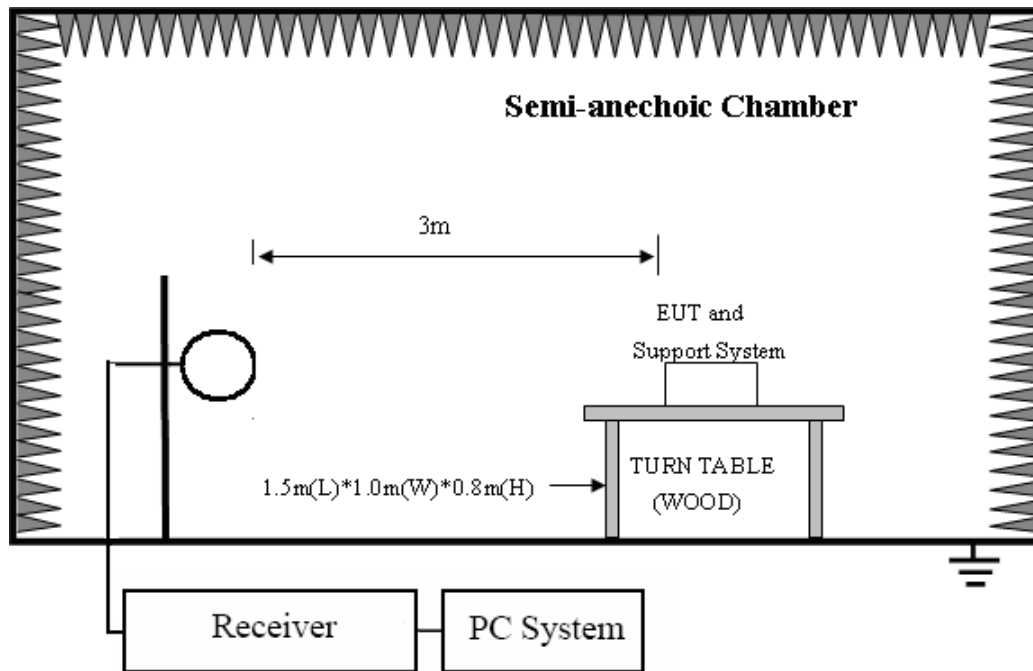 Semi-anechoic Chamber
3m
EUT and
Support System
1.5m(L)*1.0m(W)*0.8m(H)
TURN TABLE
(WOOD)
Receiver
PC System